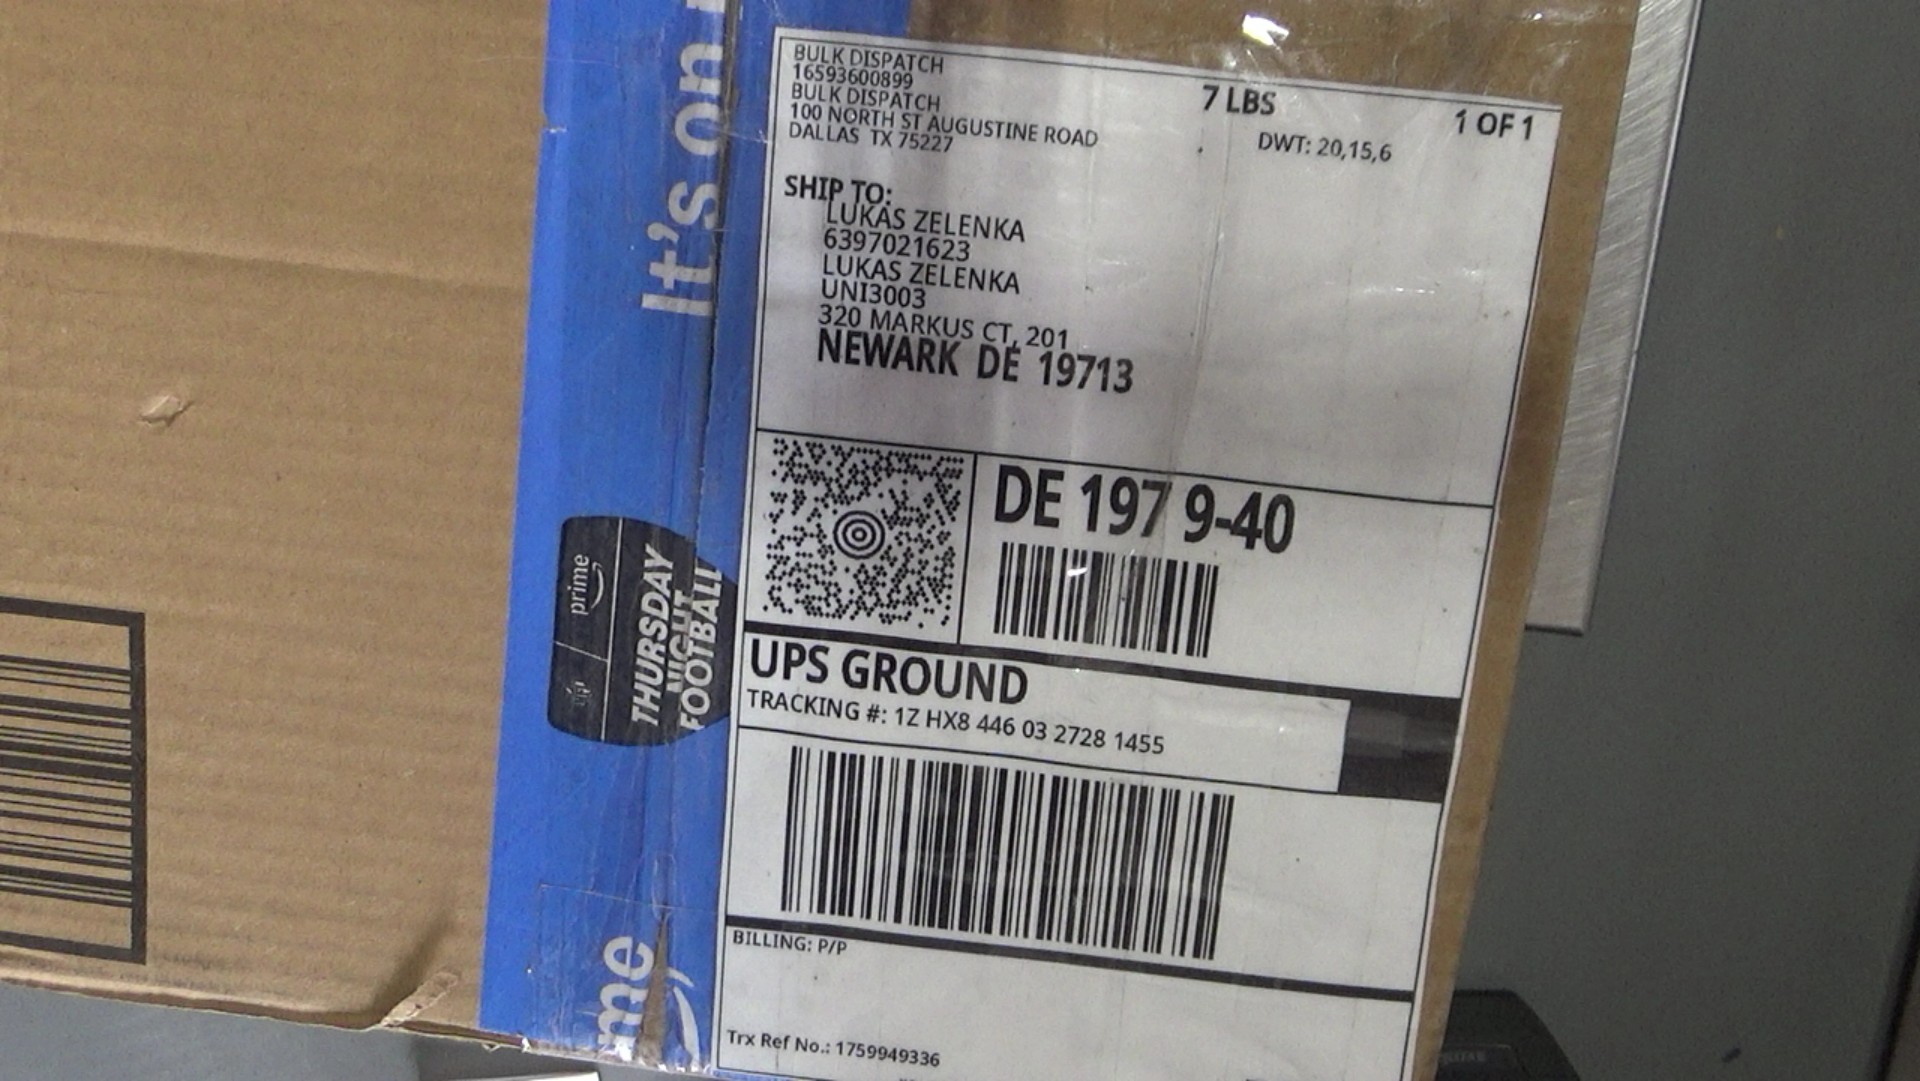 BULK DISPATCH
16593600899
BULK DISPATCH
100 NORTH ST AUGUSTINE ROAD
DALLAS TX 75227
7 LBS
1 OF 1
DWT: 20,15,6
SHIP TO:
LUKAS ZELENKA
6397021623
LUKAS ZELENKA
UNI3003
320 MARKUS CT, 201
NEWARK DE 19713
DE 197 9-40
UPS GROUND
TRACKING #: 1Z HX8 446 03 2728 1455
BILLING: P/P
Trx Ref No.: 1759949336
It's on
prime
THURSDAY
NIGHT
FOOTBALL
me